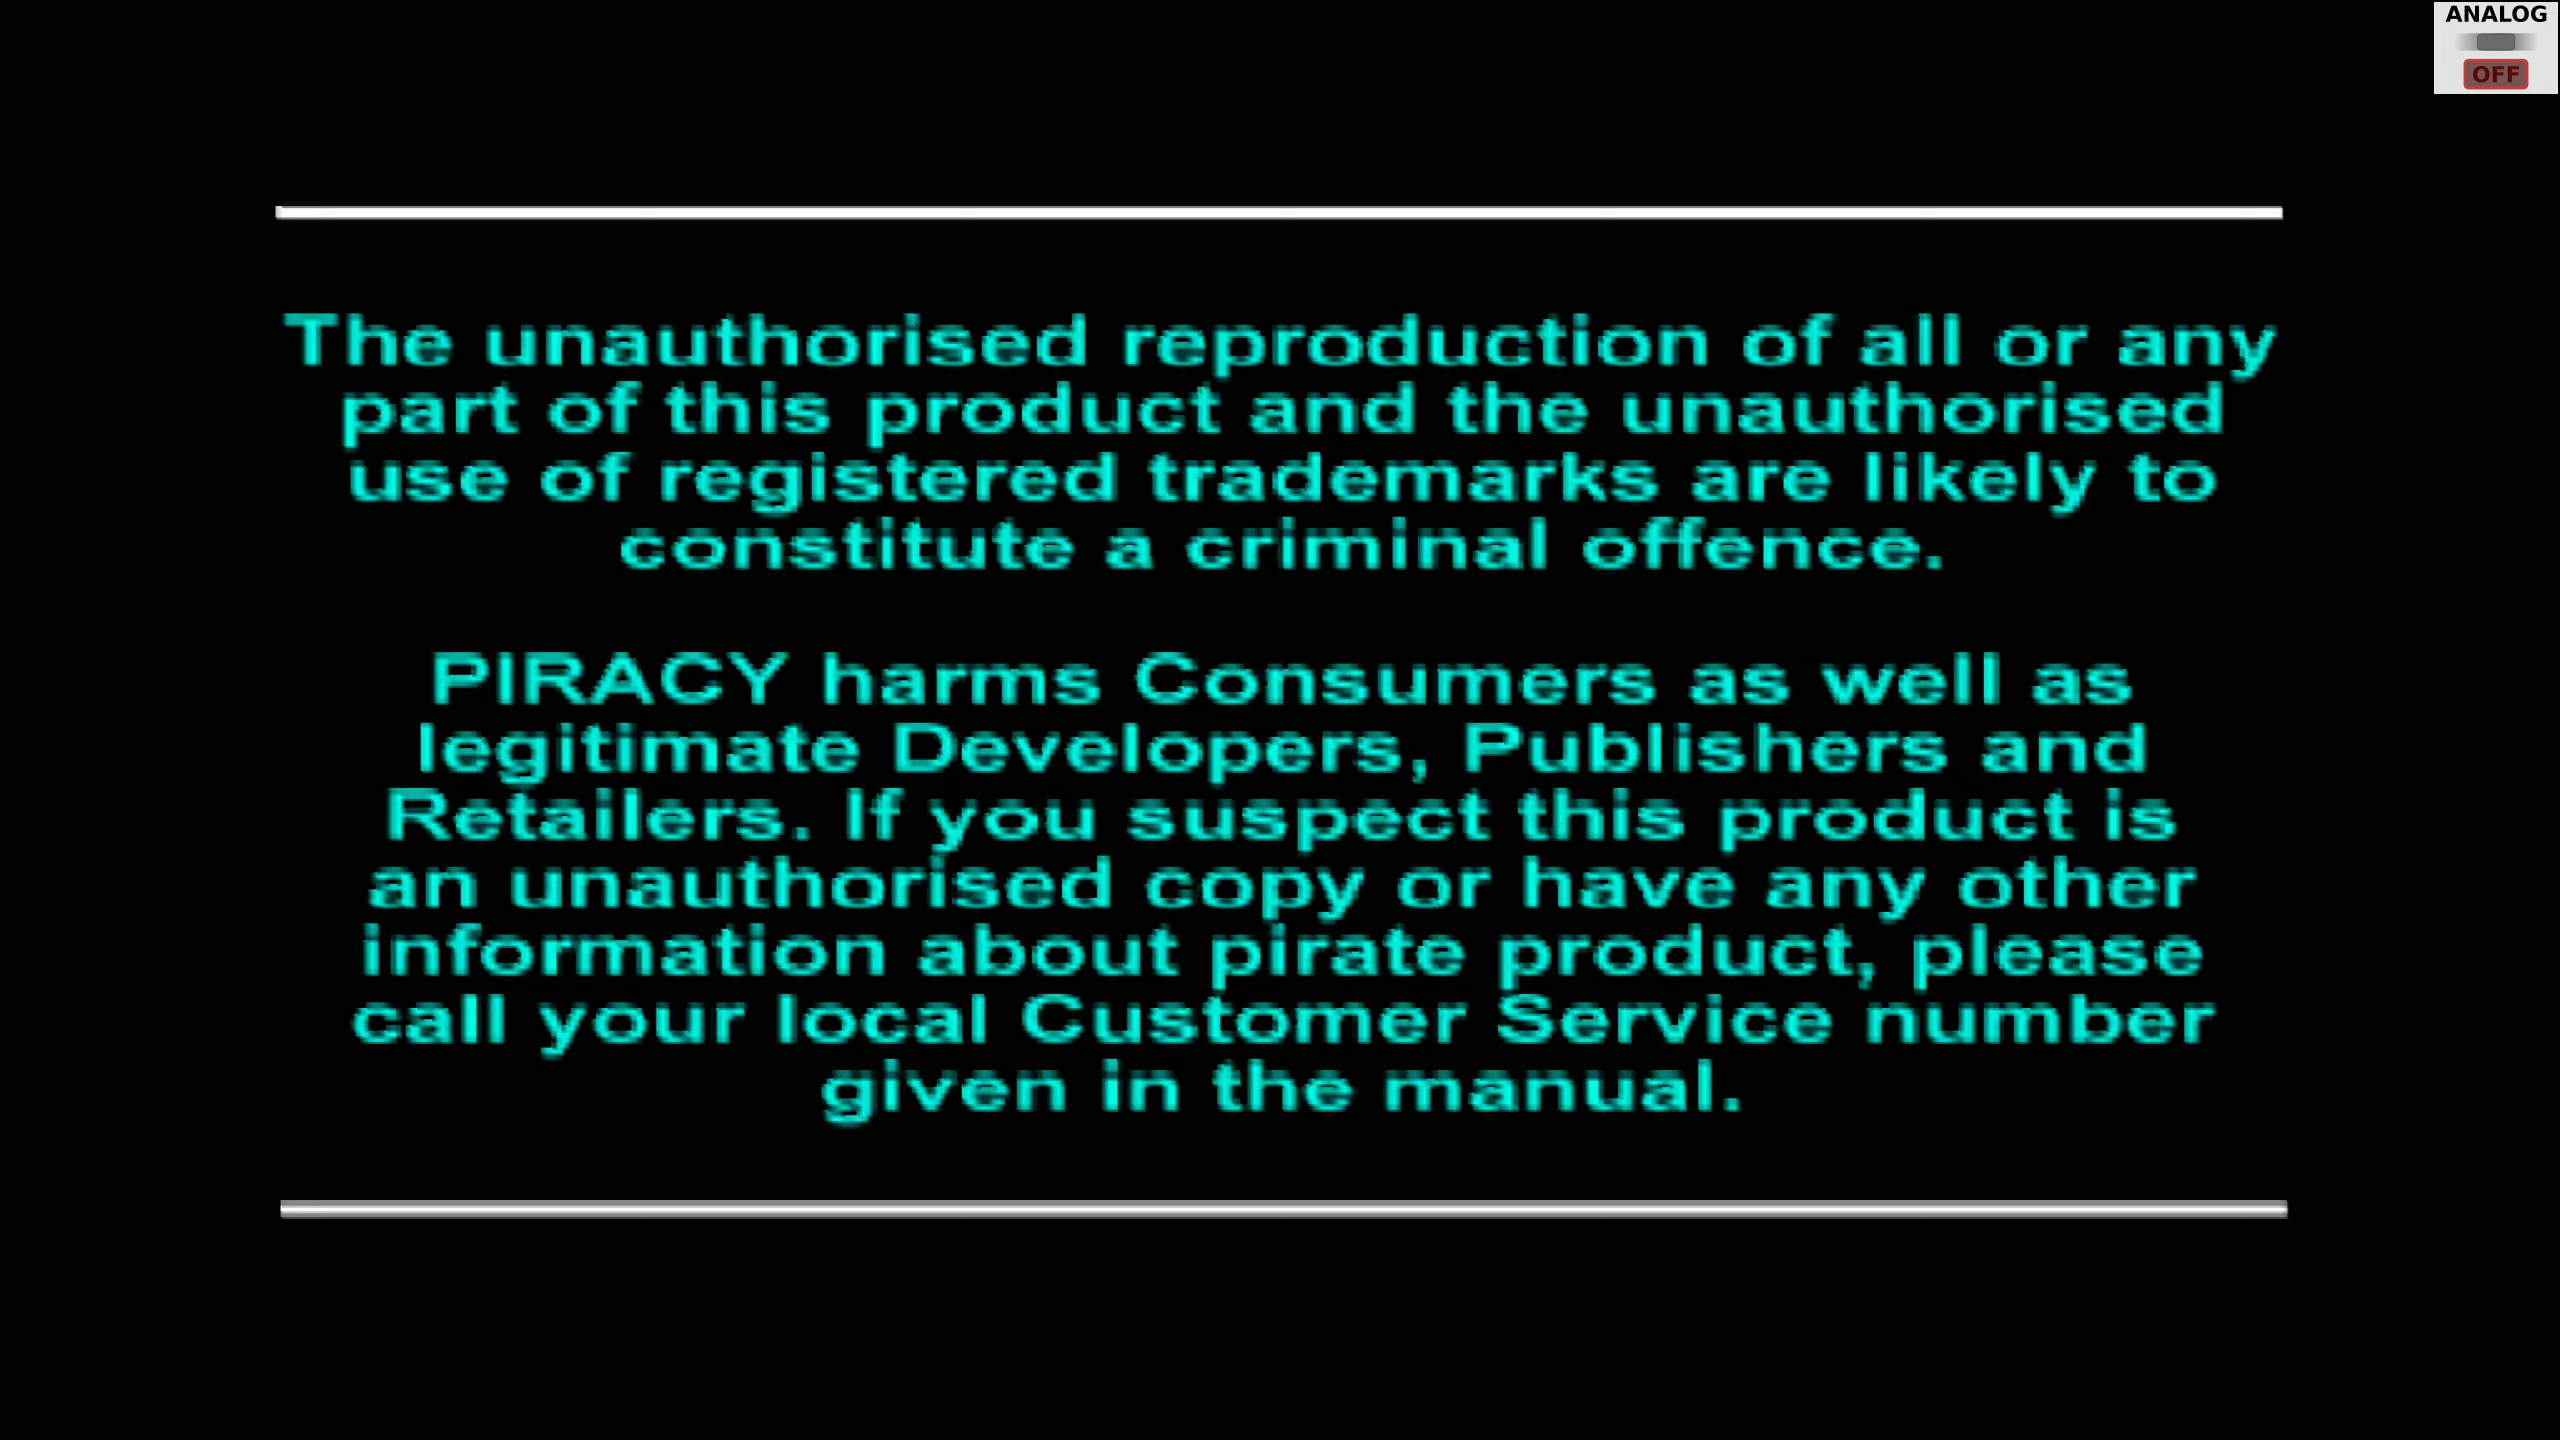 ANALOG
OFF
The unauthorised reproduction of all or any
part of this product and the unauthorised
use of registered trademarks are likely to
constitute a criminal offence.
PIRACY harms Consumers as well as
legitimate Developers, Publishers and
Retailers. If you suspect this product is
an unauthorised copy or have any other
information about pirate product, please
call your local Customer Service number
given in the manual.